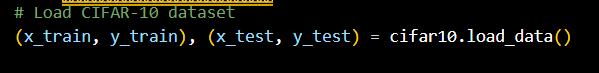 # Load CIFAR-10 dataset
(x_train, y_train), (x_test, y_test) = cifar10.load_data()